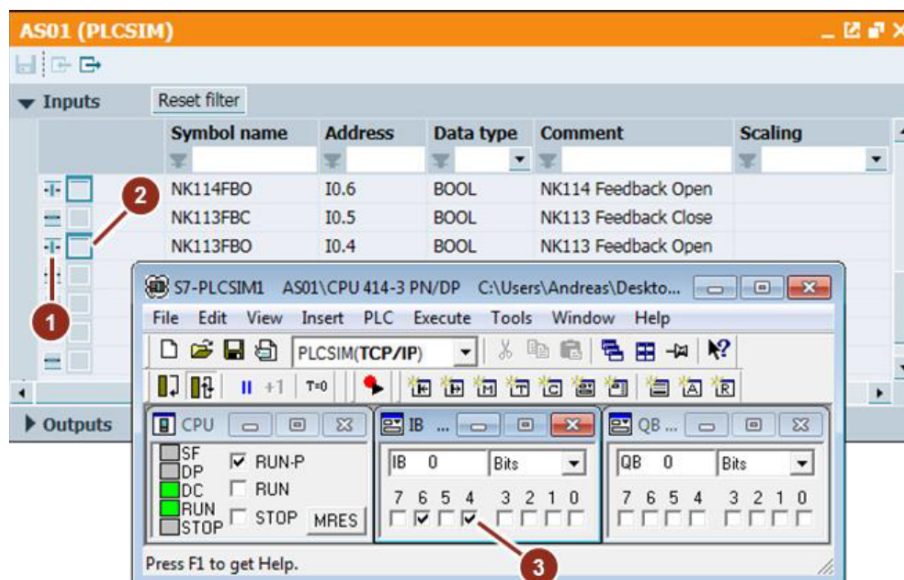 AS01 (PLCSIM)
Inputs Reset filter
Symbol name Address Data type Comment Scaling
NK114FBO I0.6 BOOL NK114 Feedback Open
2
NK113FBC I0.5 BOOL NK113 Feedback Close
NK113FBO I0.4 BOOL NK113 Feedback Open
1
S7-PLCSIM1 AS01\CPU 414-3 PN/DP C:\Users\Andreas\Deskto...
File Edit View Insert PLC Execute Tools Window Help
PLCSIM(TCP/IP)
+1 T=0
Outputs
CPU
SF
DP
DC
RUN
STOP
RUN-P
RUN
STOP MRES
IB ...
IB 0 Bits
7 6 5 4 3 2 1 0
QB ...
QB 0 Bits
7 6 5 4 3 2 1 0
Press F1 to get Help.
3